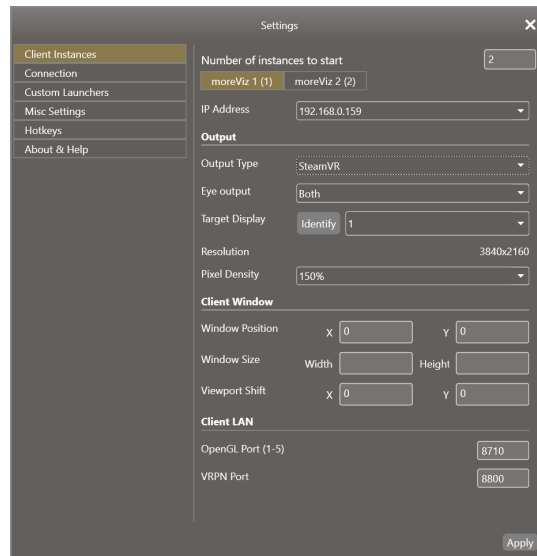 Settings
Client Instances
Connection
Custom Launchers
Misc Settings
Hotkeys
About & Help
Number of instances to start 2
moreViz 1 (1) moreViz 2 (2)
IP Address 192.168.0.159
Output
Output Type SteamVR
Eye output Both
Target Display Identify 1
Resolution 3840x2160
Pixel Density 150%
Client Window
Window Position X 0 Y 0
Window Size Width Height
Viewport Shift X 0 Y 0
Client LAN
OpenGL Port (1-5) 8710
VRPN Port 8800
Apply